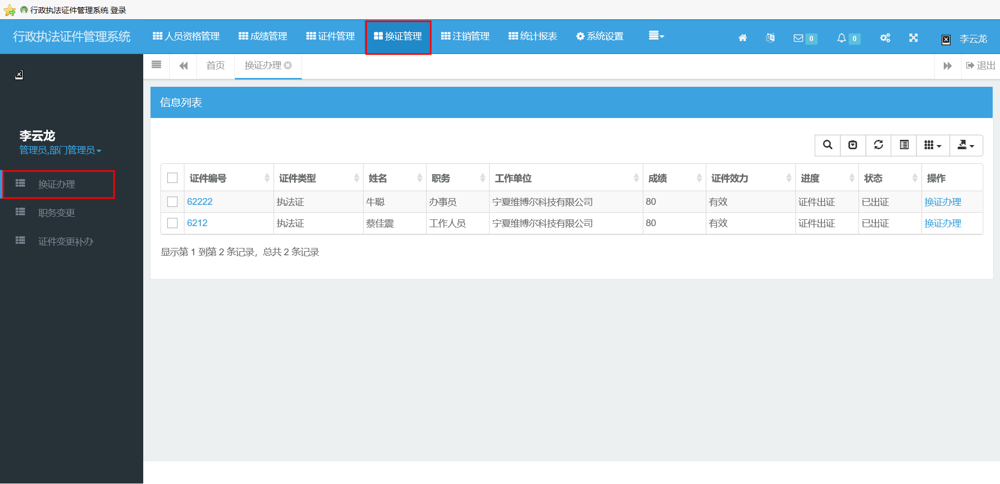 行政执法证件管理系统 登录
行政执法证件管理系统 人员资格管理 成绩管理 证件管理 换证管理 注销管理 统计报表 系统设置 0 0 李云龙
首页 换证办理 退出
李云龙
管理员,部门管理员
换证办理
职务变更
证件变更补办
信息列表
证件编号 证件类型 姓名 职务 工作单位 成绩 证件效力 进度 状态 操作
62222 执法证 牛聪 办事员 宁夏维博尔科技有限公司 80 有效 证件出证 已出证 换证办理
6212 执法证 蔡佳震 工作人员 宁夏维博尔科技有限公司 80 有效 证件出证 已出证 换证办理
显示第 1 到第 2 条记录，总共 2 条记录